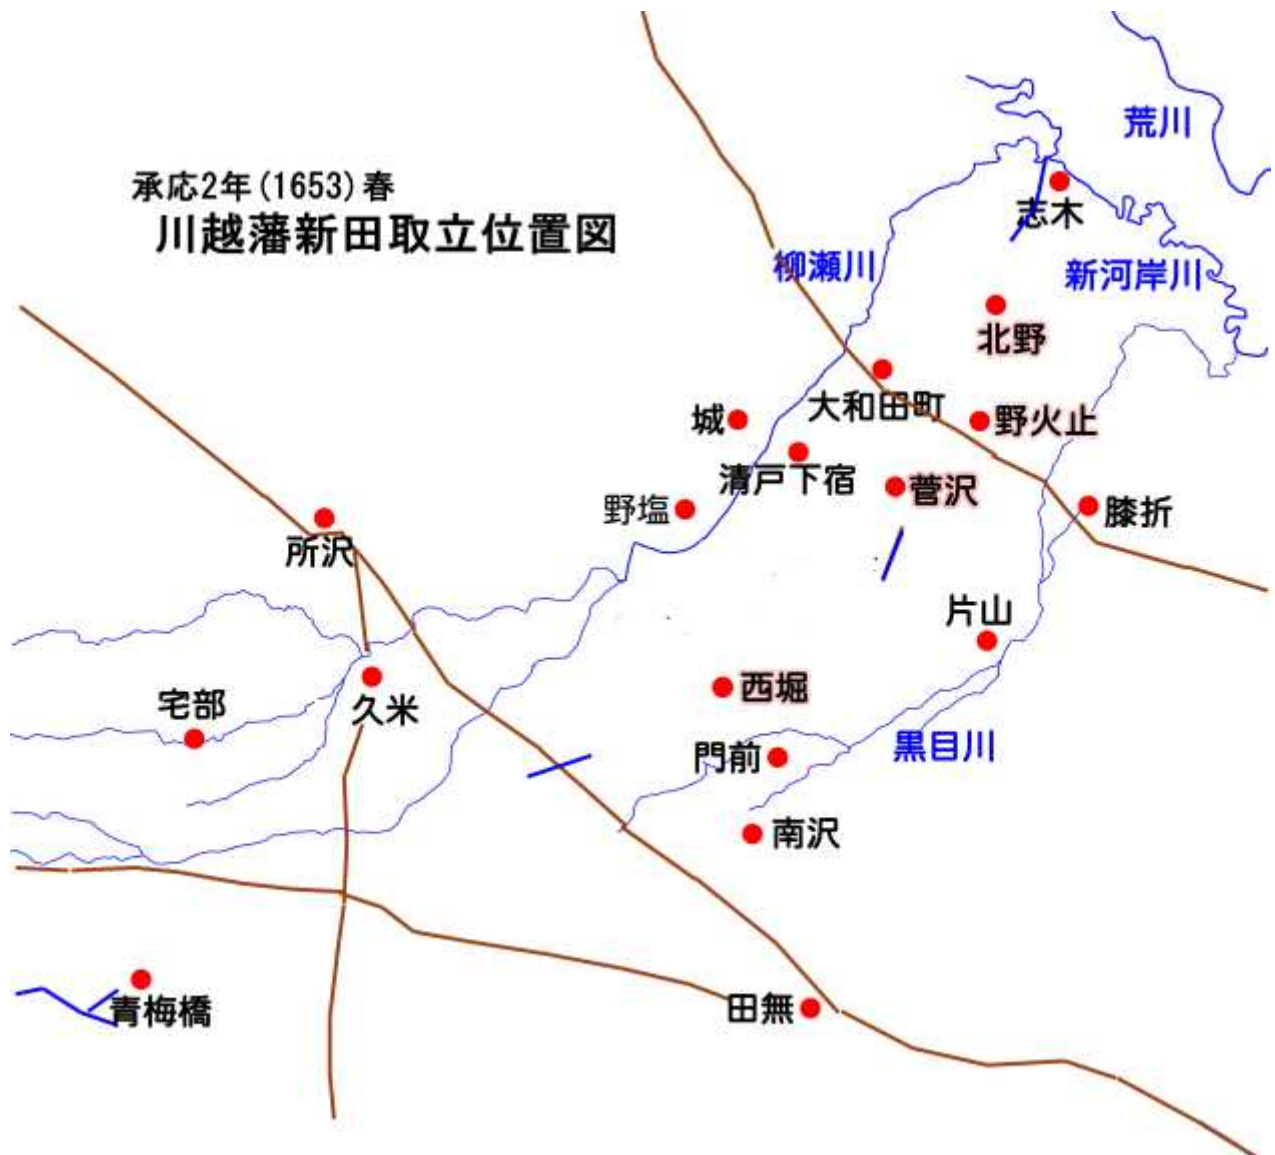 荒川
承応2年(1653)春
川越藩新田取立位置図
志木
柳瀬川
新河岸川
北野
大和田町
城
野火止
清戸下宿
菅沢
野塩
膝折
所沢
片山
西堀
宅部
久米
門前
黒目川
南沢
青梅橋
田無